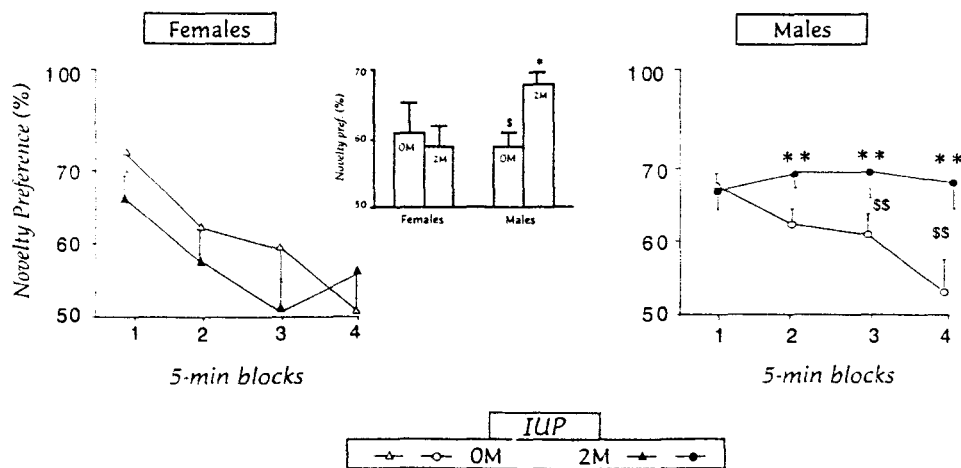 Females
Males
Novelty Preference (%)
100
70
60
50
1 2 3 4
5-min blocks
Novelty pref. (%)
70
60
50
0M
2M
$
0M
*
2M
Females
Males
100
70
60
50
**
**
**
$$
$$
1 2 3 4
5-min blocks
IUP
0M 2M